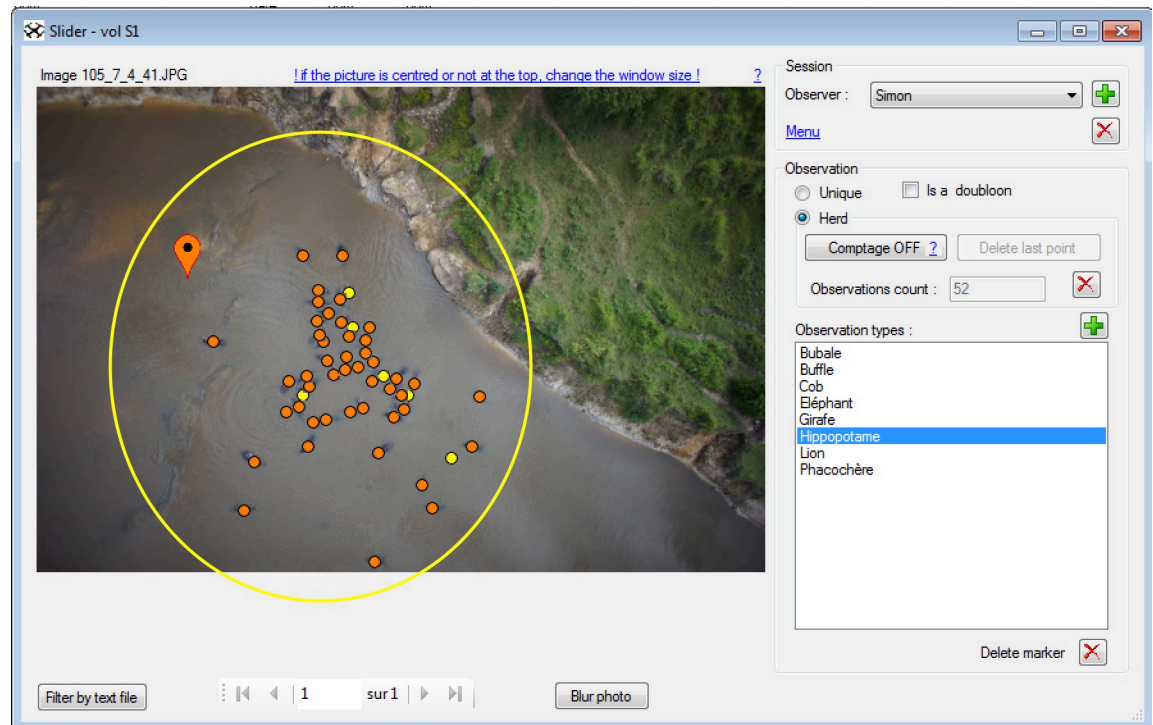 Slider - vol S1
Image 105_7_4_41.JPG
! if the picture is centred or not at the top, change the window size !
?
Session
Observer :
Simon
Menu
Observation
Unique
Is a doubloon
Herd
Comptage OFF ?
Delete last point
Observations count :
52
Observation types :
Bubale
Buffle
Cob
Eléphant
Girafe
Hippopotame
Lion
Phacochère
Delete marker
Filter by text file
1
sur 1
Blur photo